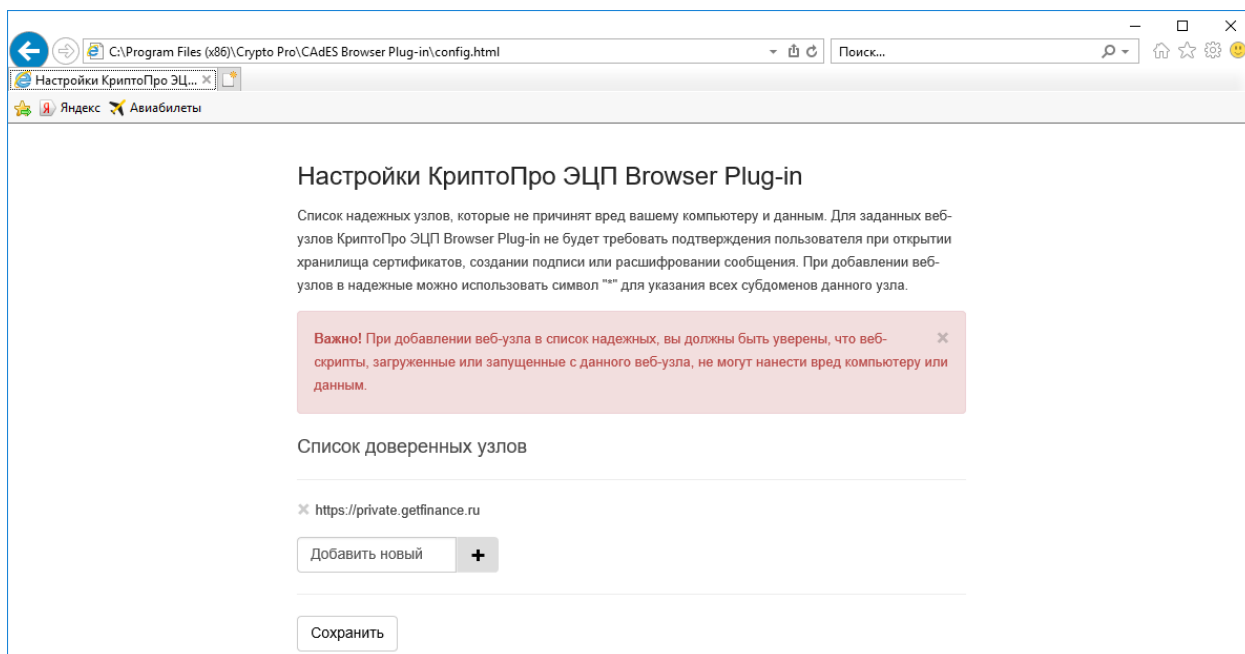 C:\Program Files (x86)\Crypto Pro\CAdES Browser Plug-in\config.html
Поиск...
Настройки КриптоПро ЭЦ...
Яндекс
Авиабилеты
Настройки КриптоПро ЭЦП Browser Plug-in
Список надежных узлов, которые не причинят вред вашему компьютеру и данным. Для заданных веб-
узлов КриптоПро ЭЦП Browser Plug-in не будет требовать подтверждения пользователя при открытии
хранилища сертификатов, создании подписи или расшифровании сообщения. При добавлении веб-
узлов в надежные можно использовать символ "*" для указания всех субдоменов данного узла.
Важно! При добавлении веб-узла в список надежных, вы должны быть уверены, что веб-
скрипты, загруженные или запущенные с данного веб-узла, не могут нанести вред компьютеру или
данным.
Список доверенных узлов
https://private.getfinance.ru
Добавить новый
Сохранить